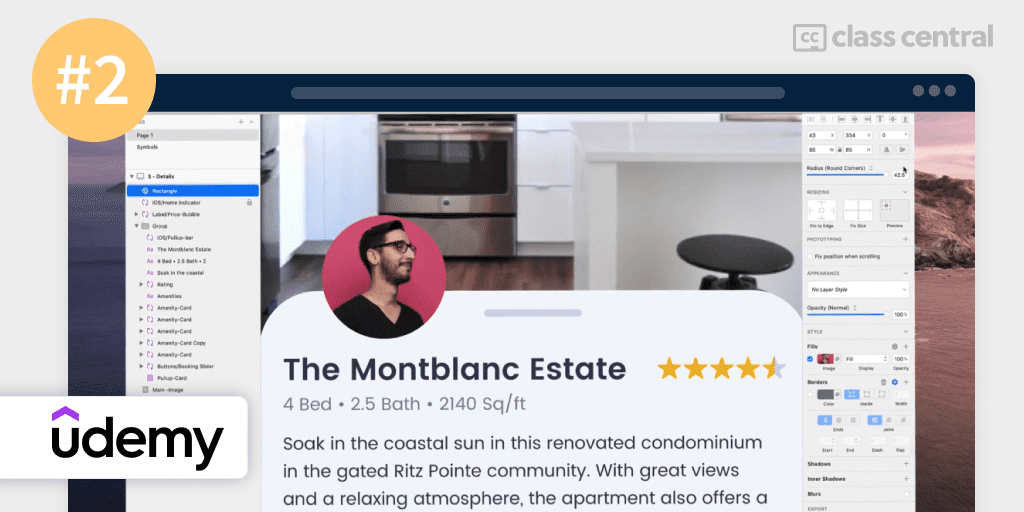 #2
class central
Page 1
Symbols
3 - Details
Rectangle
iOS/Home Indicator
Label/Price-Bubble
Group
iOS/Pullup-bar
The Montblanc Estate
4 Bed • 2.5 Bath • 2
Soak in the coastal
Rating
Amenities
Amenity-Card
Amenity-Card
Amenity-Card
Amenity-Card Copy
Amenity-Card
Buttons/Booking Slider
Pullup-Card
Main -Image
udemy
The Montblanc Estate
4 Bed • 2.5 Bath • 2140 Sq/ft
Soak in the coastal sun in this renovated condominium
in the gated Ritz Pointe community. With great views
and a relaxing atmosphere, the apartment also offers a
43 X 334 Y 0 °
85 W 85 H
Radius (Round Corners)
42.5
RESIZING
Pin to Edge Fix Size Preview
PROTOTYPING
Fix position when scrolling
APPEARANCE
No Layer Style
Opacity (Normal)
100%
STYLE
Fills
Fill 100%
Image Display Opacity
Borders
Color Inside Width
Ends Joins
Start End Dash Gap
Shadows
Inner Shadows
Blurs
EXPORT